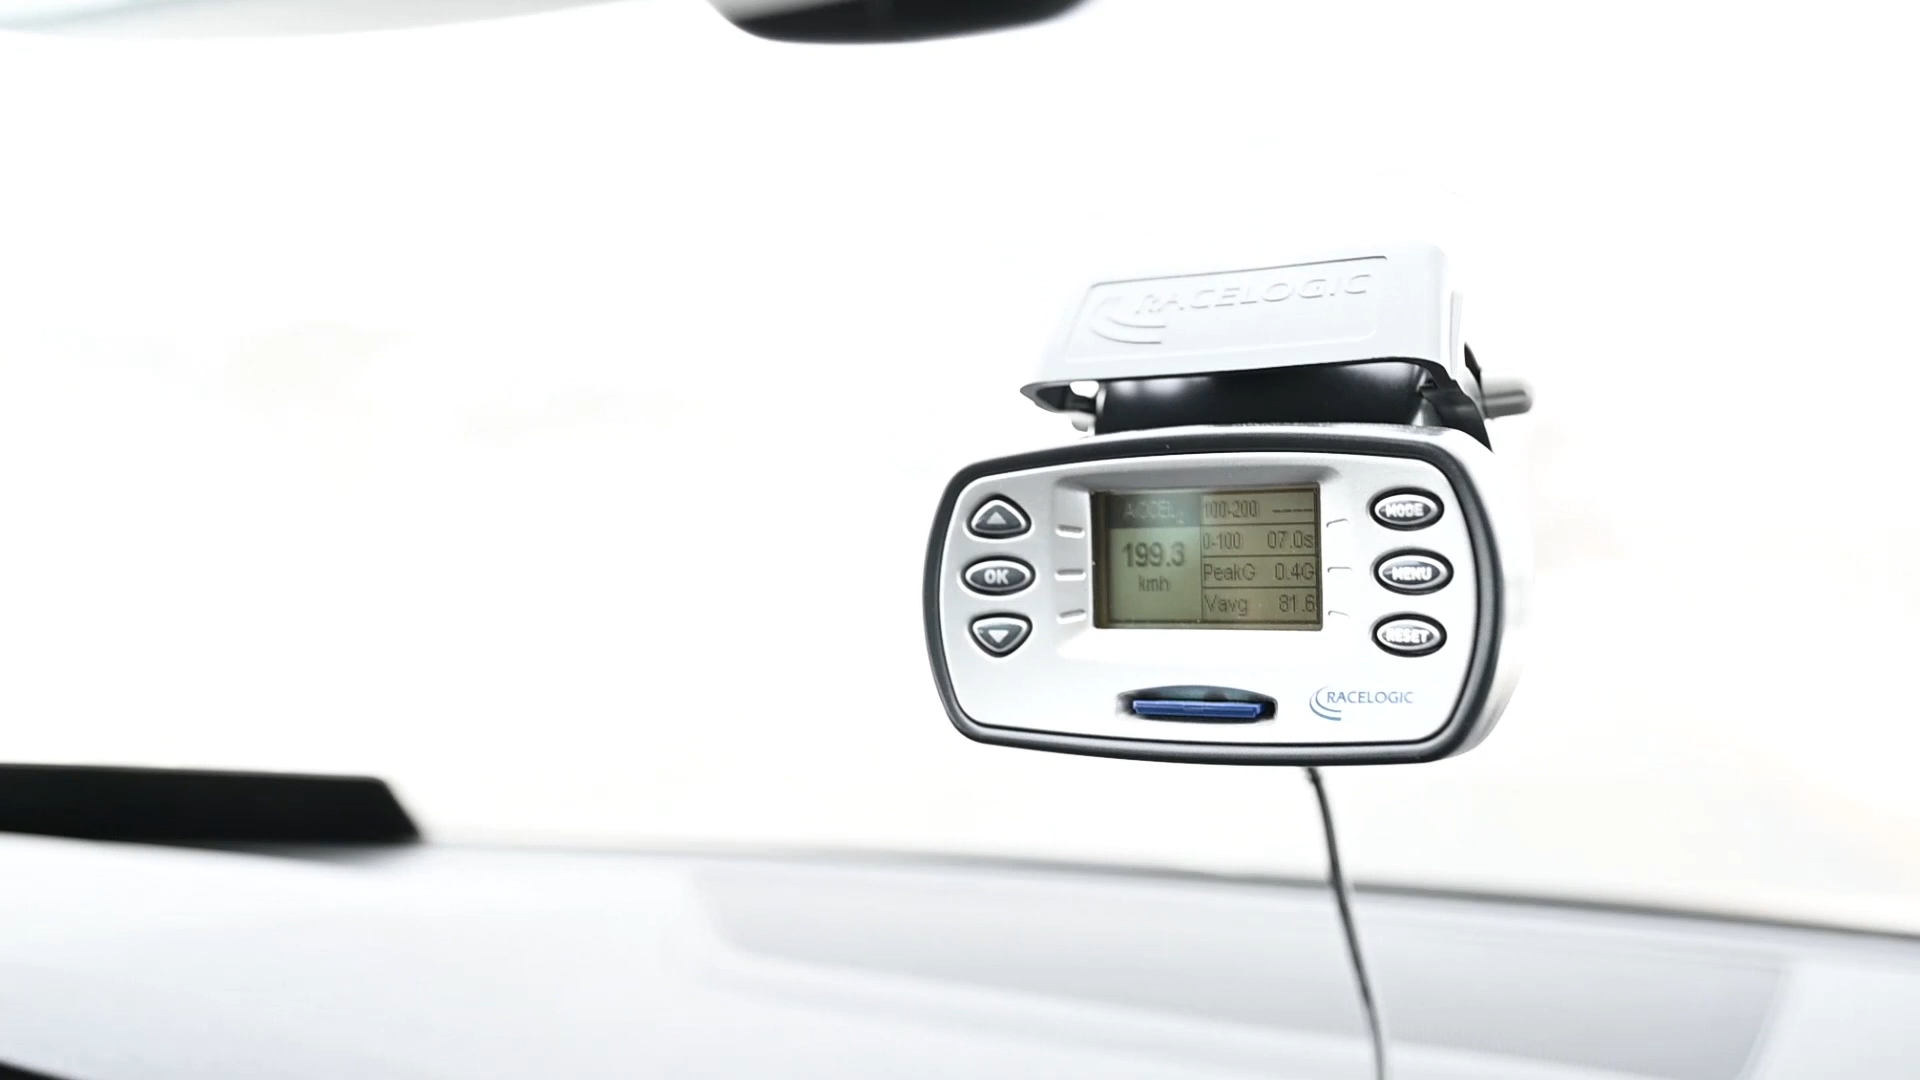 RACELOGIC
ACCEL 100-200 -----
199.3 0-100 07.0s
kmh PeakG 0.4G
Vavg 81.6
OK
MODE
MENU
RESET
RACELOGIC